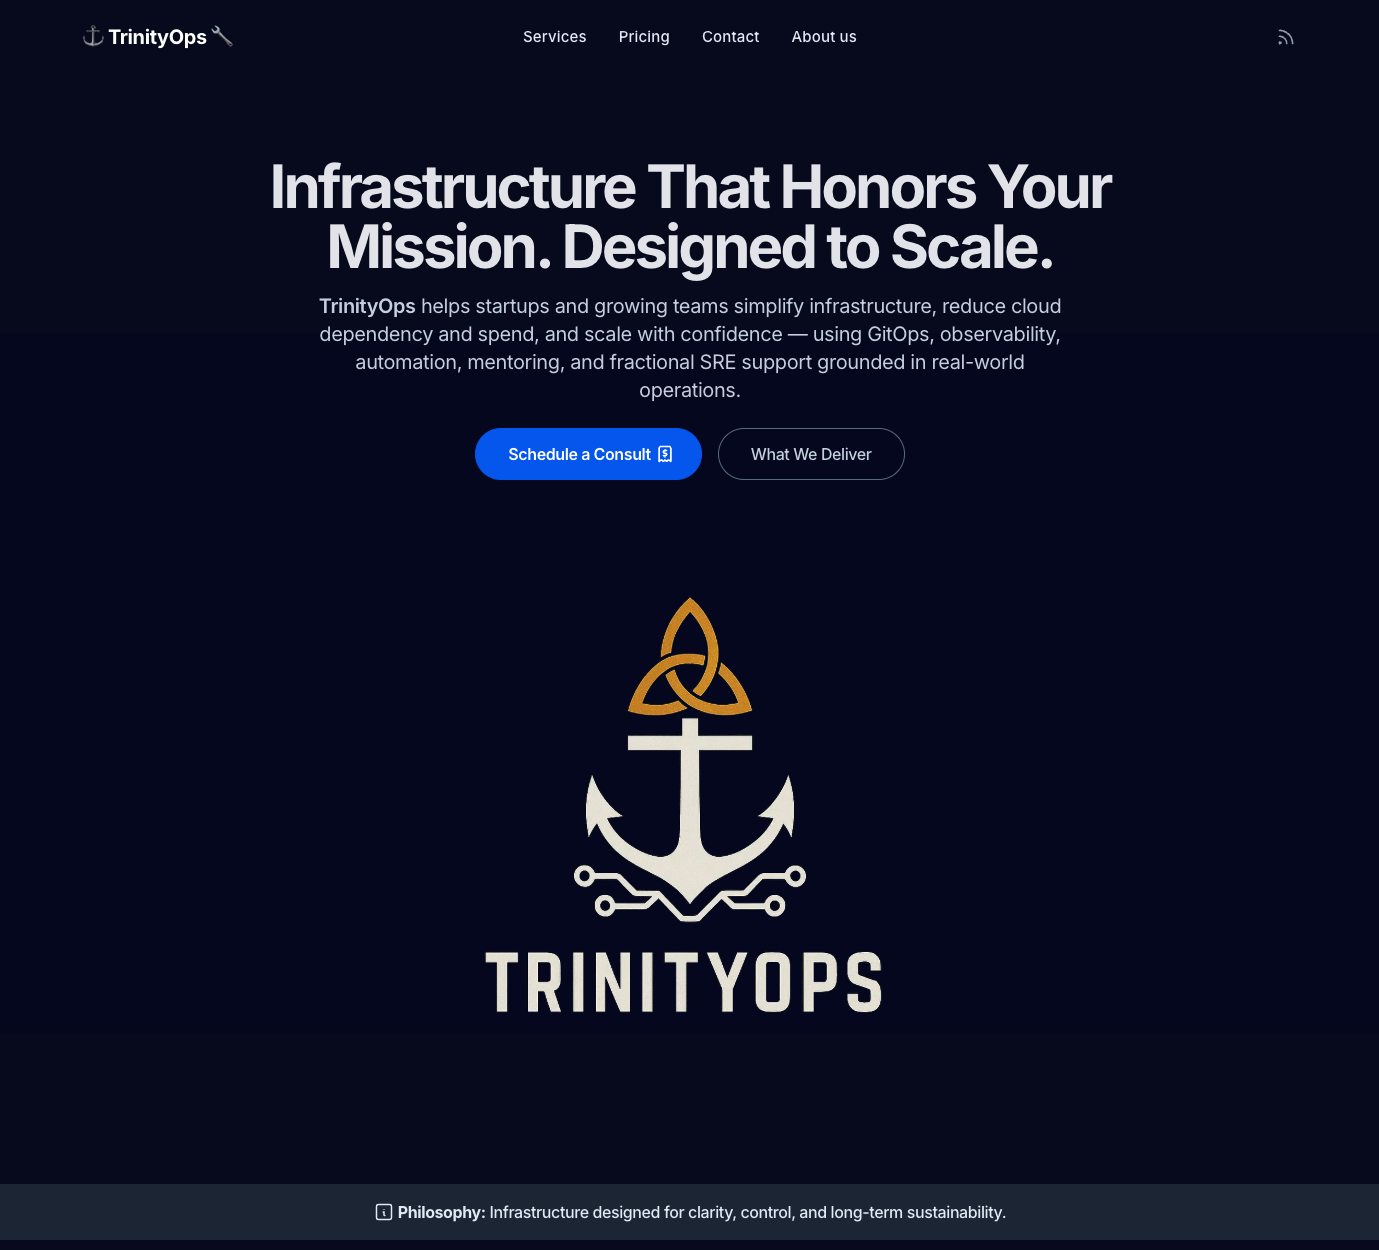 TrinityOps
Services
Pricing
Contact
About us
Infrastructure That Honors Your
Mission. Designed to Scale.
TrinityOps helps startups and growing teams simplify infrastructure, reduce cloud
dependency and spend, and scale with confidence — using GitOps, observability,
automation, mentoring, and fractional SRE support grounded in real-world
operations.
Schedule a Consult
What We Deliver
TRINITYOPS
Philosophy: Infrastructure designed for clarity, control, and long-term sustainability.